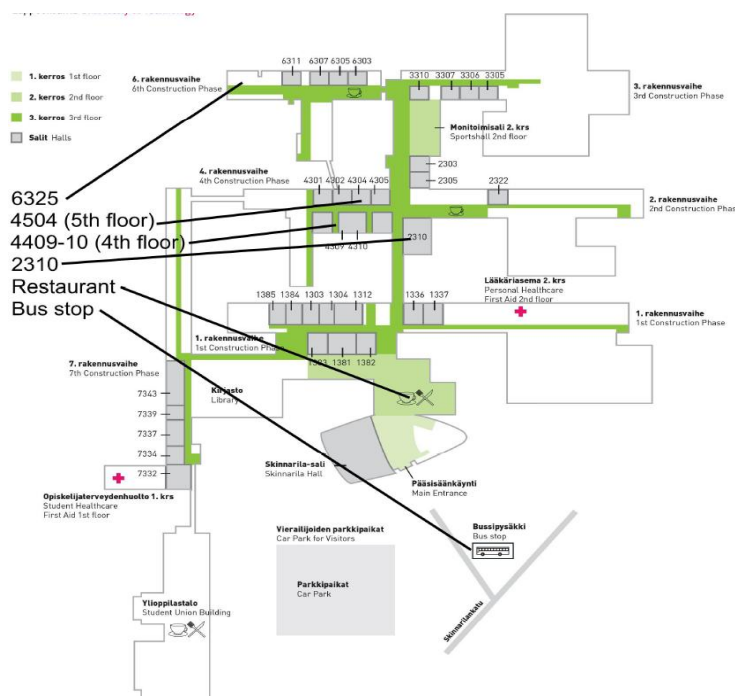 1. kerros 1st floor
2. kerros 2nd floor
3. kerros 3rd floor
Salit Halls
6. rakennusvaihe
6th Construction Phase
6311 6307 6305 6303
3310 3307 3306 3305
3. rakennusvaihe
3rd Construction Phase
Monitoimisali 2. krs
Sportshall 2nd floor
2303
2305
2322
4. rakennusvaihe
4th Construction Phase
4301 4302 4304 4305
2. rakennusvaihe
2nd Construction Phase
6325
4504 (5th floor)
4409-10 (4th floor)
2310
Restaurant
Bus stop
4309 4310
2310
Lääkäriasema 2. krs
Personal Healthcare
First Aid 2nd floor
1385 1384 1303 1304 1312
1336 1337
1. rakennusvaihe
1st Construction Phase
1. rakennusvaihe
1st Construction Phase
1383 1381 1382
7. rakennusvaihe
7th Construction Phase
7343
7339
7337
7334
7332
Kirjasto
Library
Skinnarila-sali
Skinnarila Hall
Pääsisäänkäynti
Main Entrance
Opiskelijaterveydenhuolto 1. krs
Student Healthcare
First Aid 1st floor
Vierailijoiden parkkipaikat
Car Park for Visitors
Bussipysäkki
Bus stop
Parkkipaikat
Car Park
Skinnarilankatu
Ylioppilastalo
Student Union Building